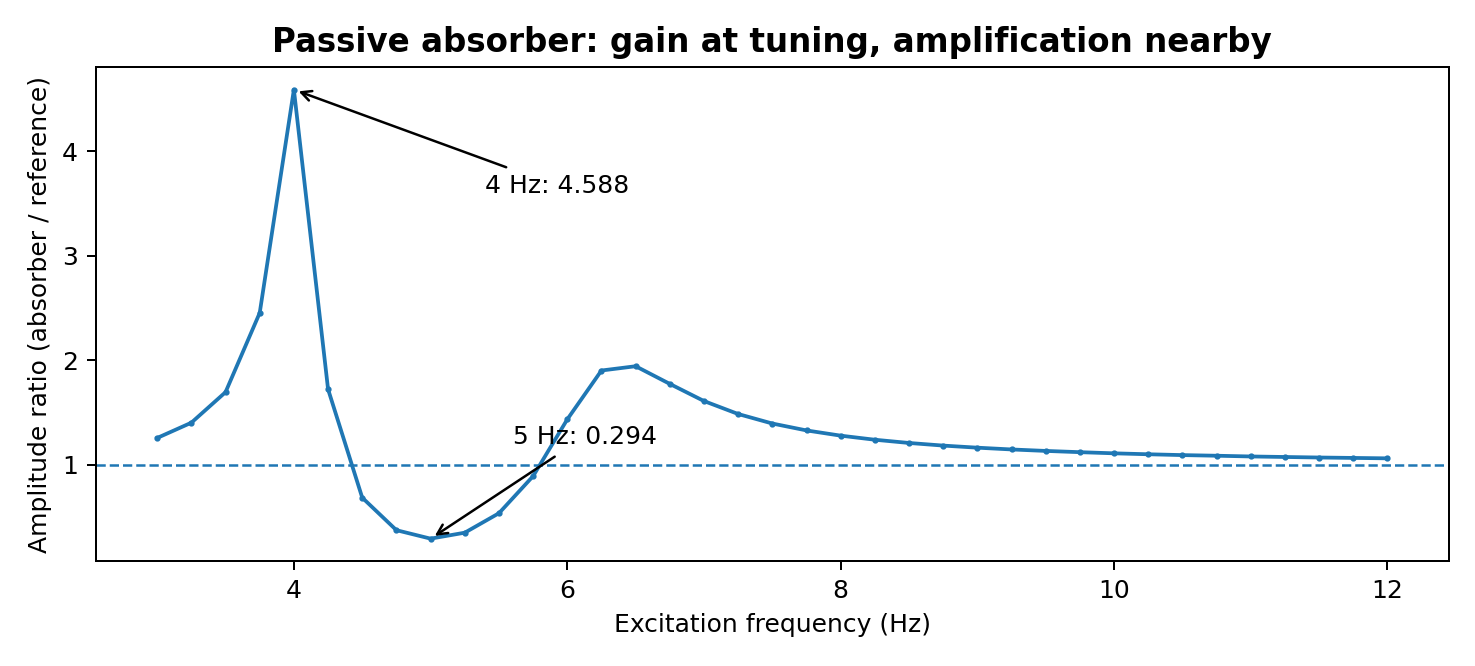 Passive absorber: gain at tuning, amplification nearby
Amplitude ratio (absorber / reference)
4
3
2
1
4 Hz: 4.588
5 Hz: 0.294
4
6
8
10
12
Excitation frequency (Hz)